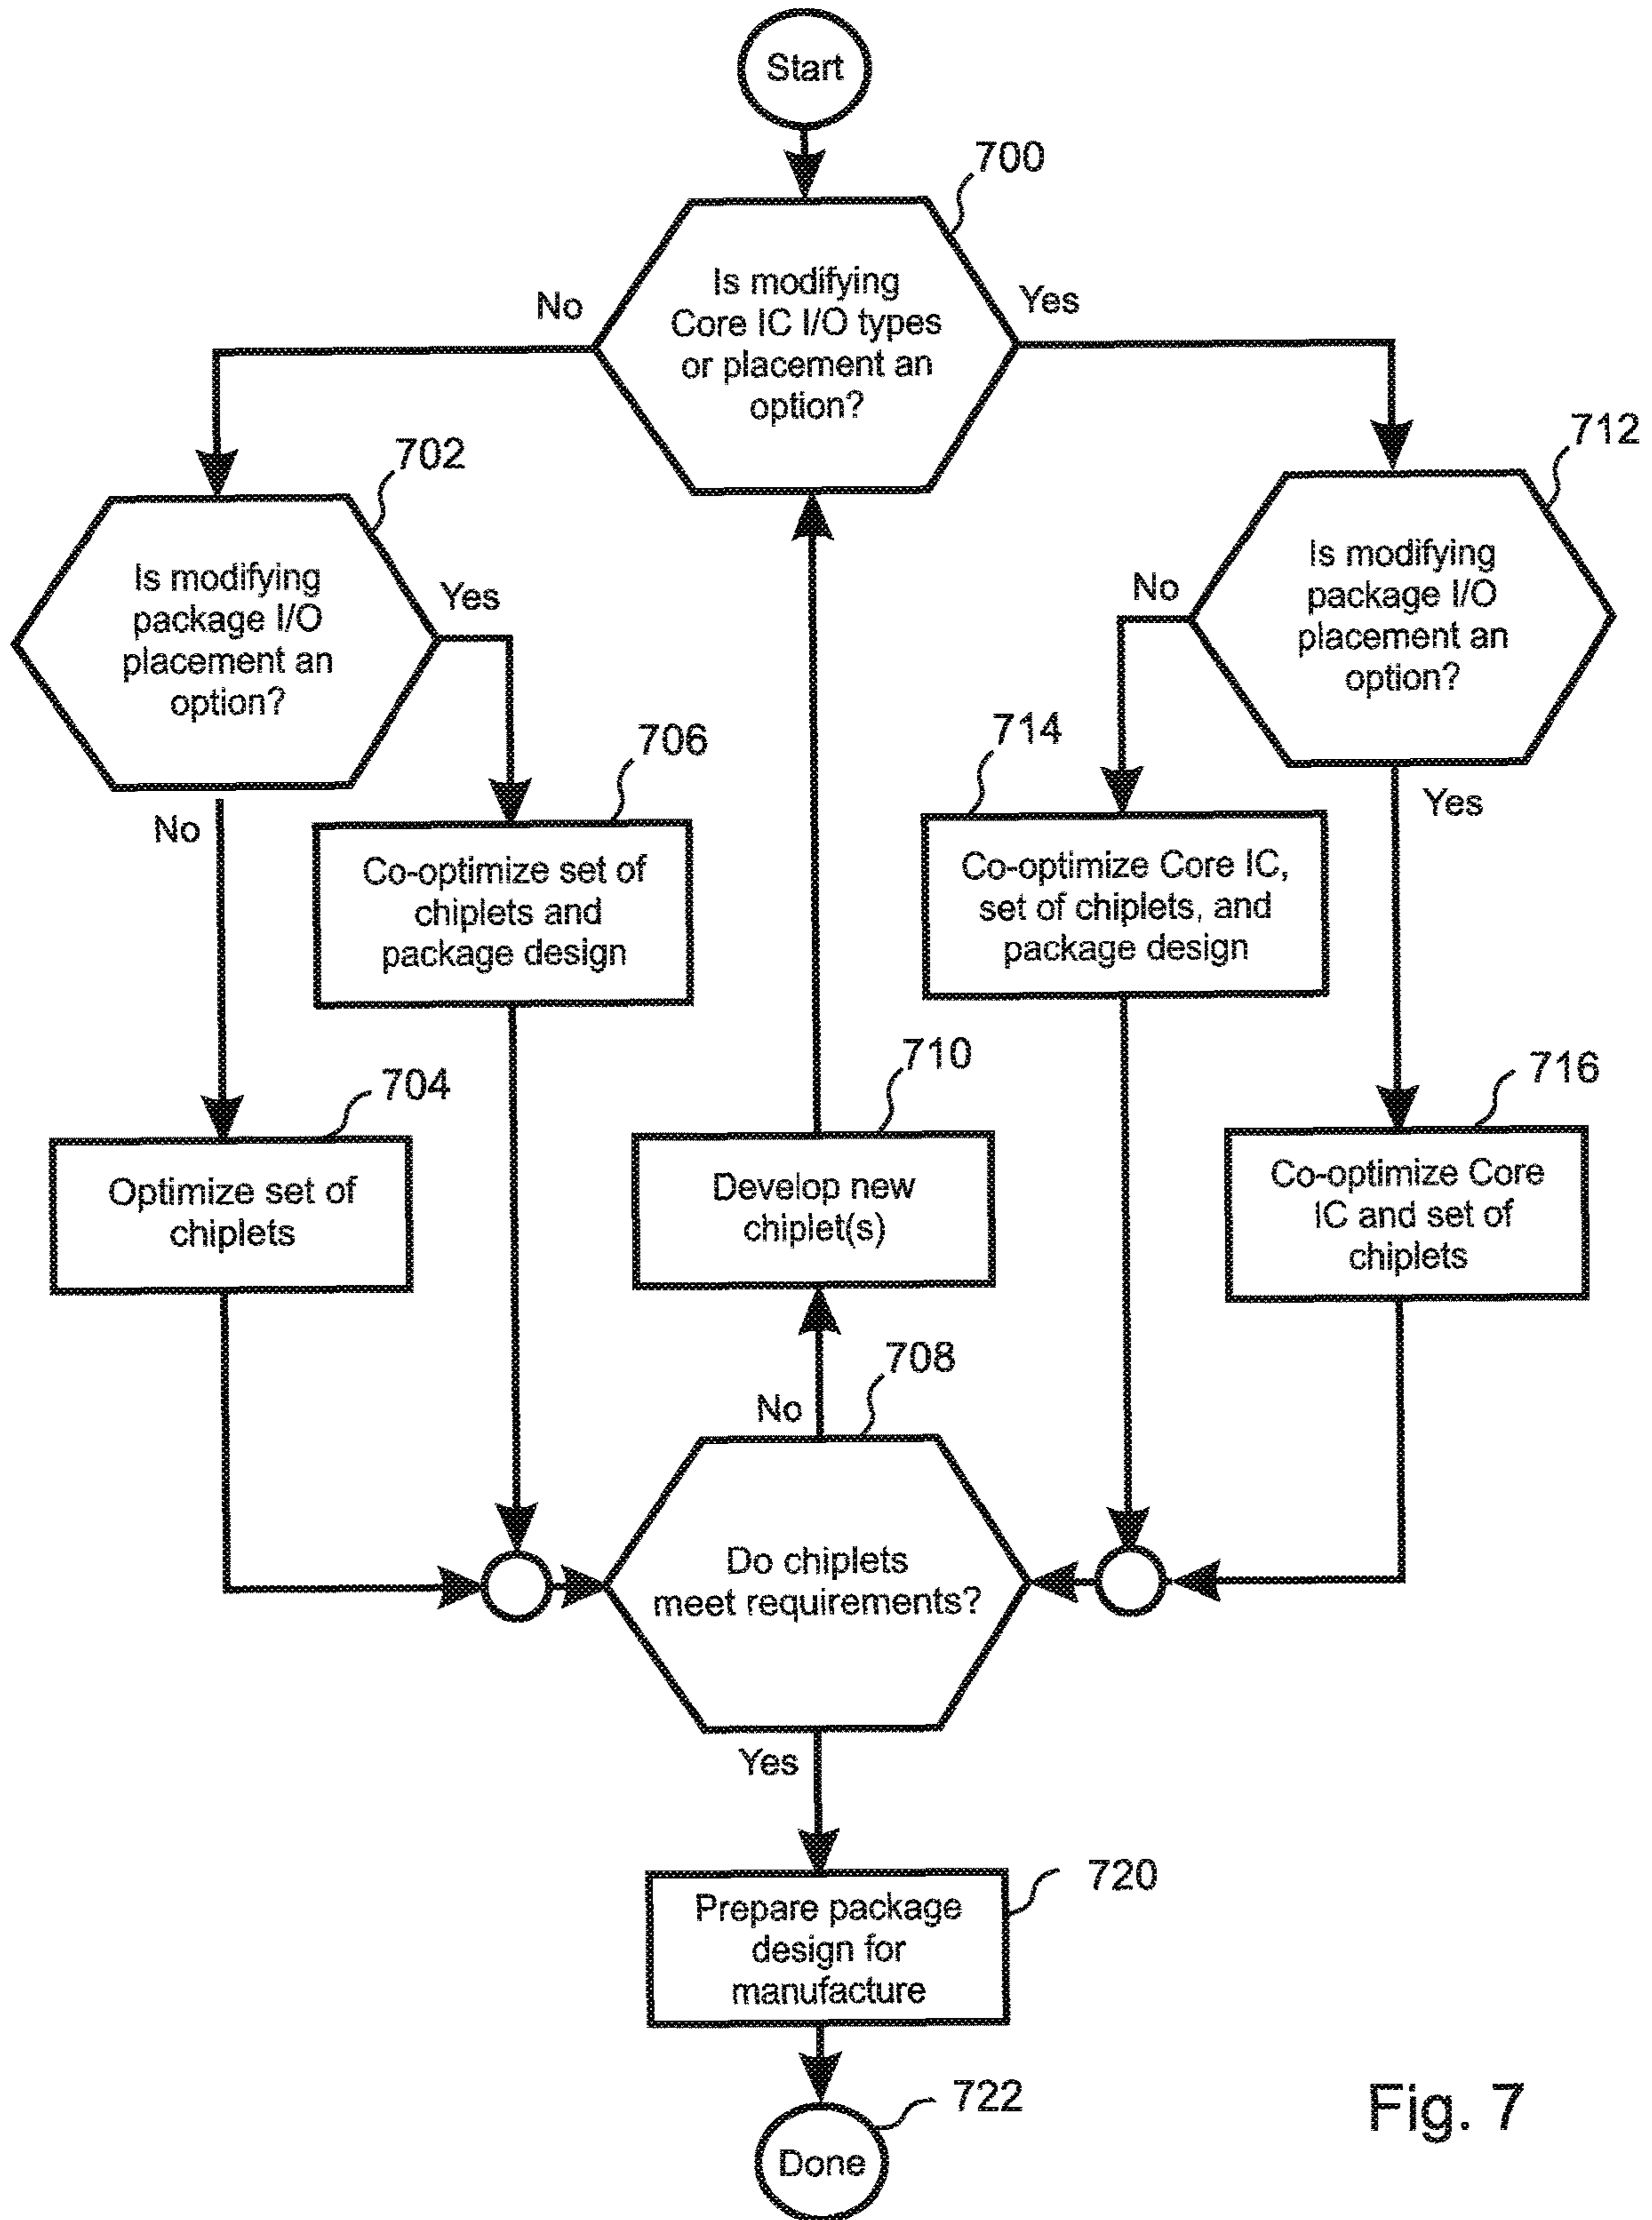 Start
700
Is modifying
Core IC I/O types
or placement an
option?
No
Yes
702
Is modifying
package I/O
placement an
option?
Yes
No
712
Is modifying
package I/O
placement an
option?
No
Yes
706
Co-optimize set of
chiplets and
package design
714
Co-optimize Core IC,
set of chiplets, and
package design
704
Optimize set of
chiplets
710
Develop new
chiplet(s)
716
Co-optimize Core
IC and set of
chiplets
708
No
Do chiplets
meet requirements?
Yes
720
Prepare package
design for
manufacture
722
Done
Fig. 7